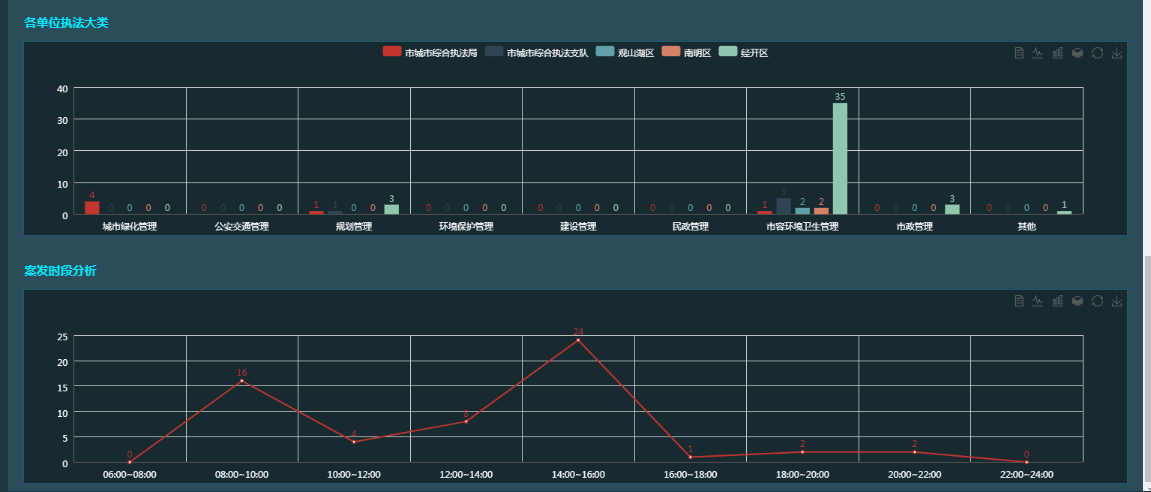 各单位执法大类
市城市综合执法局 市城市综合执法支队 观山湖区 南明区 经开区
40
30
20
10
0
4 0 0 0 0 0 0 0 0 0 1 1 0 0 3 0 0 0 0 0 0 0 0 0 0 0 0 0 0 0 1 5 2 2 35 0 0 0 0 3 0 0 0 0 1
城市绿化管理 公安交通管理 规划管理 环境保护管理 建设管理 民政管理 市容环境卫生管理 市政管理 其他
案发时段分析
25
20
15
10
5
0
0 16 4 8 24 1 2 2 0
06:00~08:00 08:00~10:00 10:00~12:00 12:00~14:00 14:00~16:00 16:00~18:00 18:00~20:00 20:00~22:00 22:00~24:00